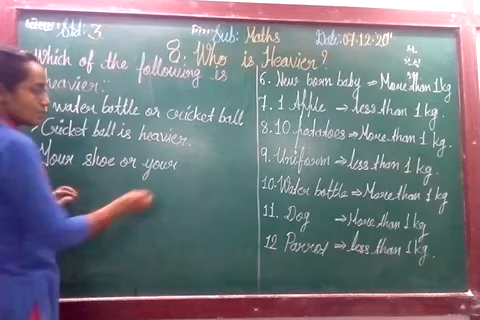 Std: 3
Sub: Maths
Date: 07-12-20
8. Who is Heavier?
Which of the following is
heavier:
water bottle or cricket ball
Cricket ball is heavier.
Your shoe or your
6. New born baby ⇒ More than 1 kg
7. 1 Apple → less than 1 kg.
8. 10 potatoes ⇒ More than 1 kg.
9. Uniform ⇒ less than 1 kg.
10. Water bottle ⇒ More than 1 kg
11. Dog → More than 1 kg
12 Parrot ⇒ less than 1 kg.